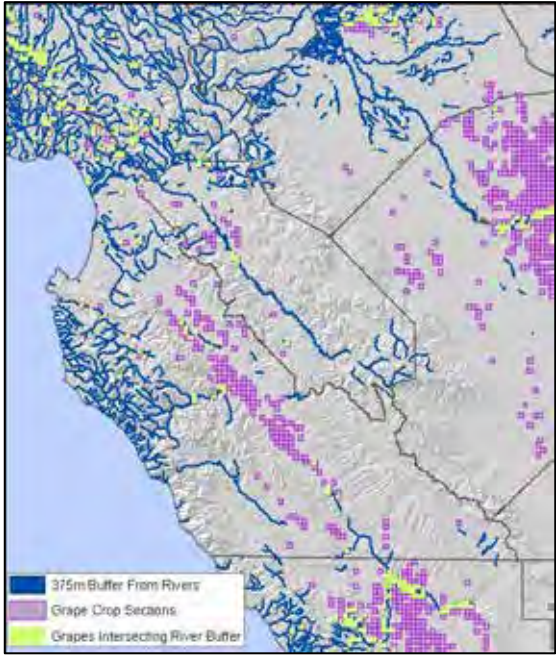 375m Buffer From Rivers
Grape Crop Sections
Grapes Intersecting River Buffer